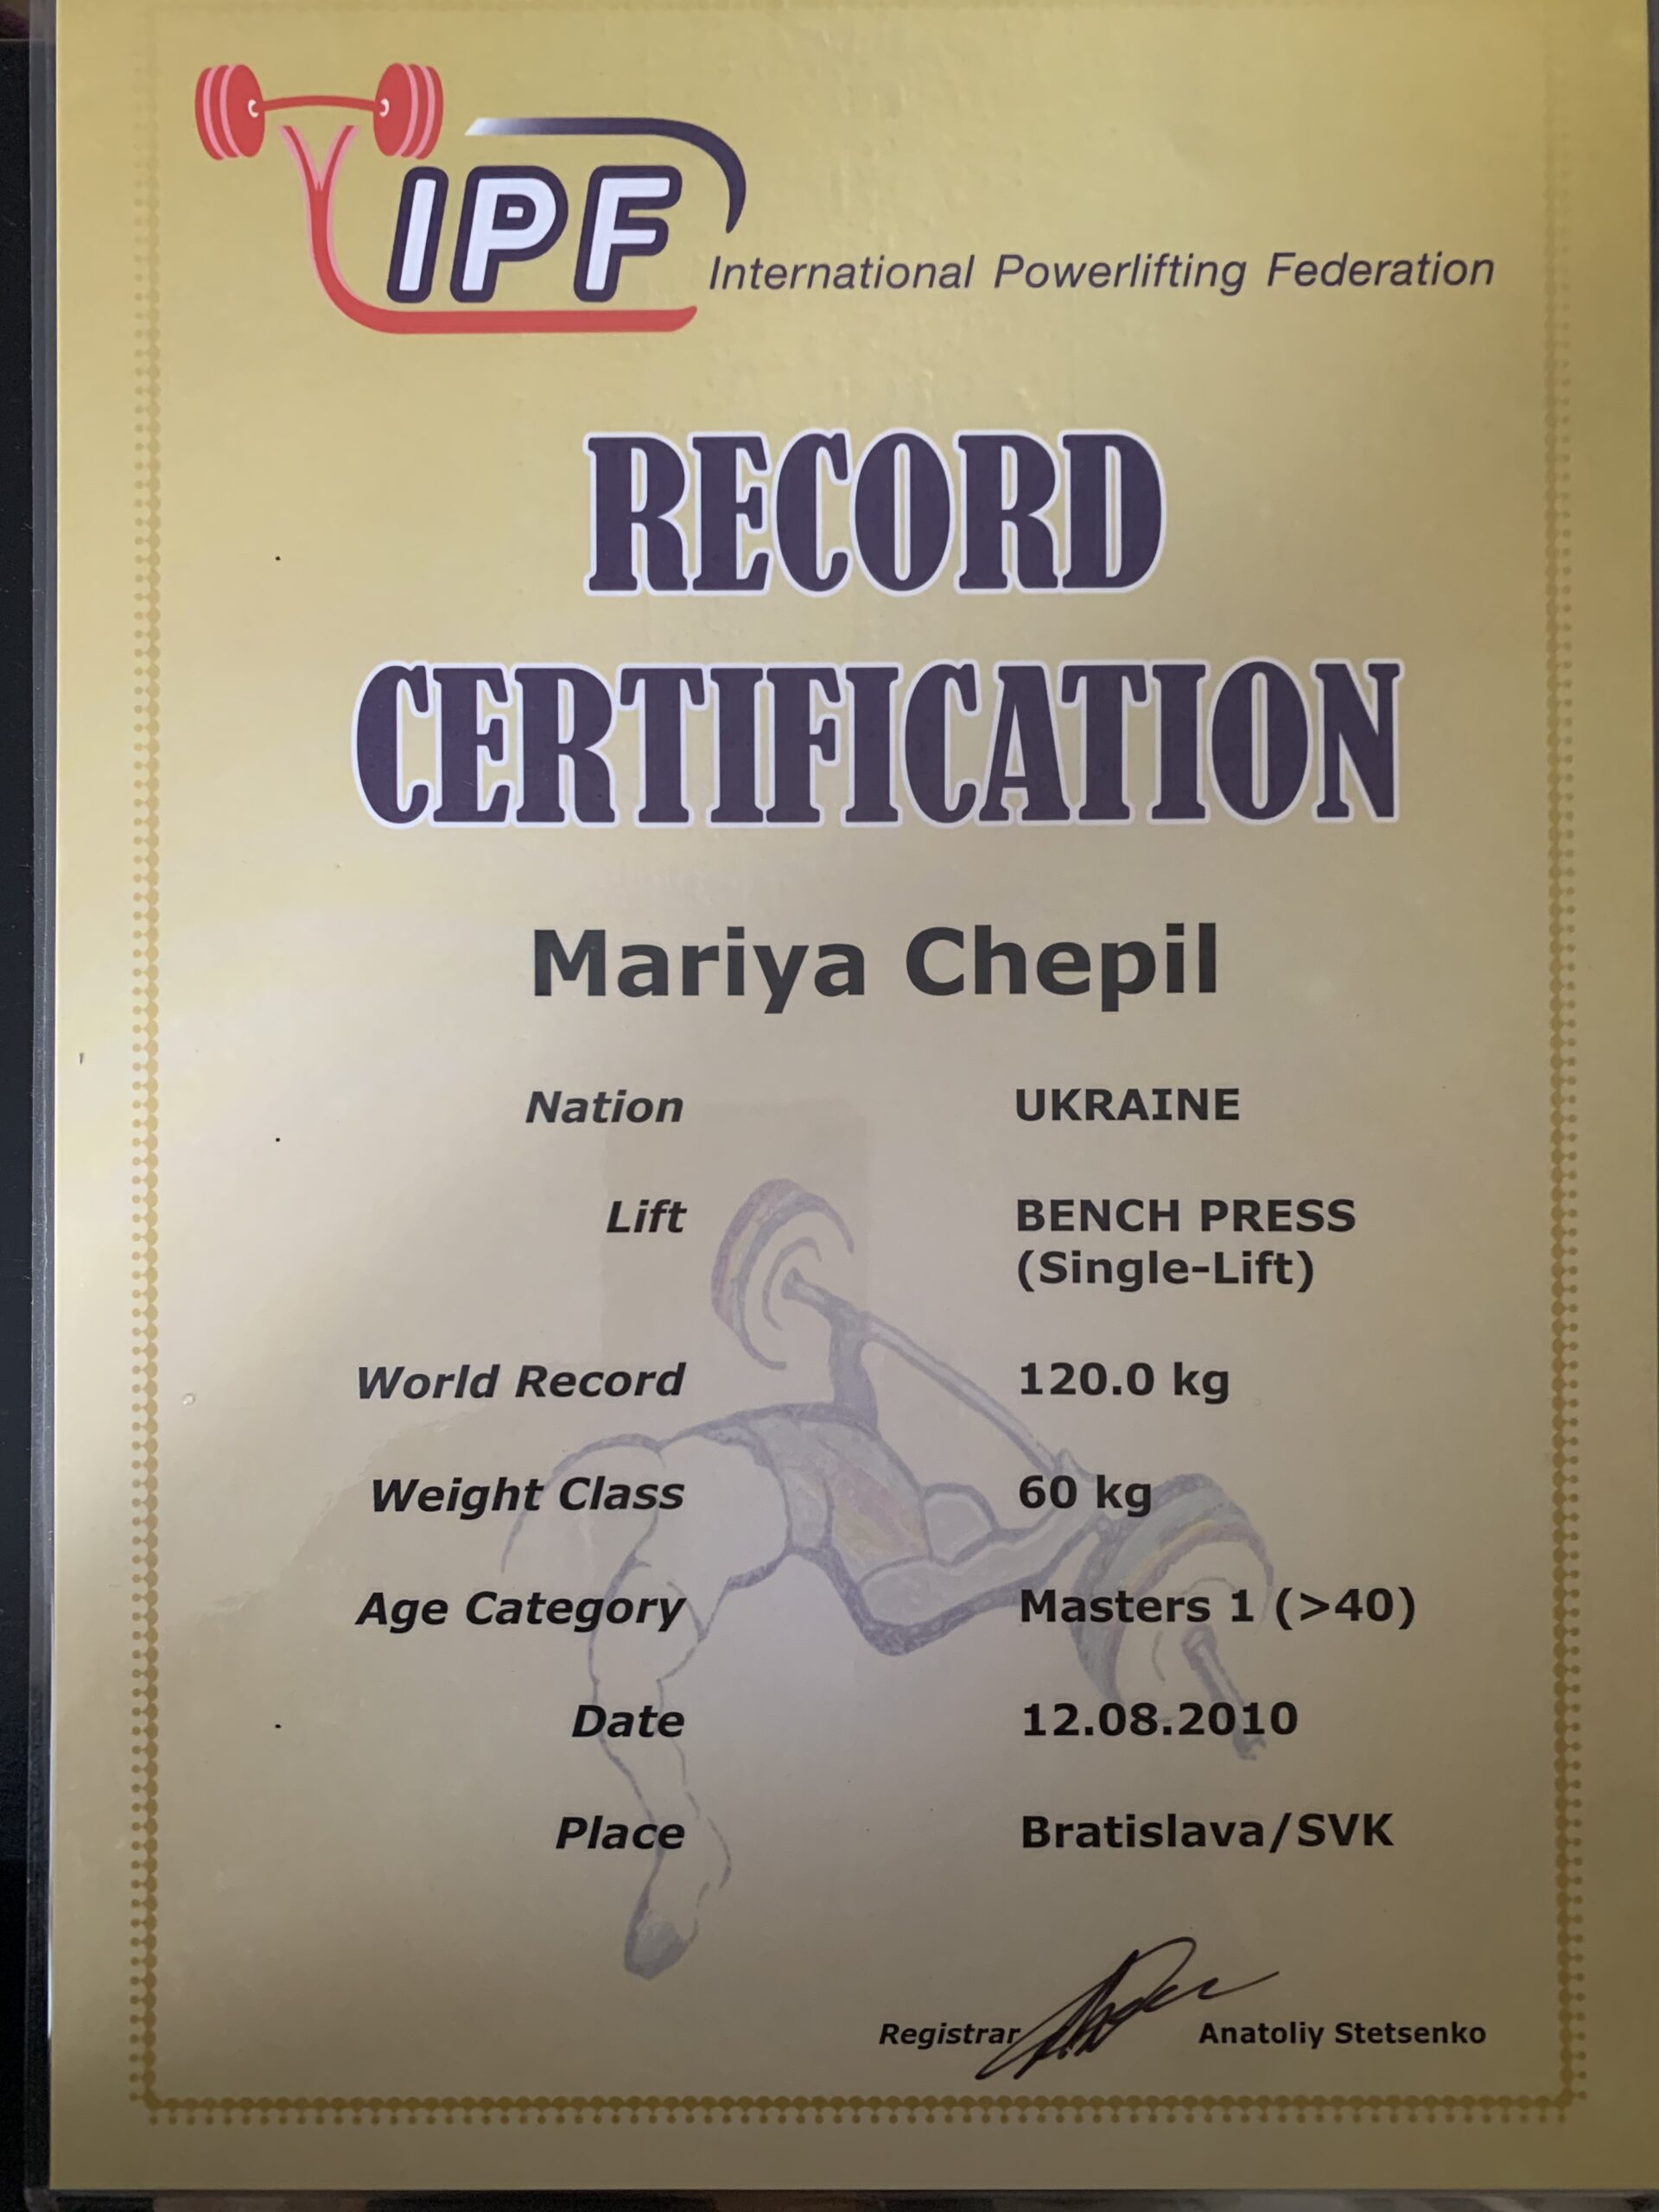 IPF International Powerlifting Federation
RECORD
CERTIFICATION
Mariya Chepil
Nation UKRAINE
Lift BENCH PRESS
(Single-Lift)
World Record 120.0 kg
Weight Class 60 kg
Age Category Masters 1 (>40)
Date 12.08.2010
Place Bratislava/SVK
Registrar Anatoliy Stetsenko